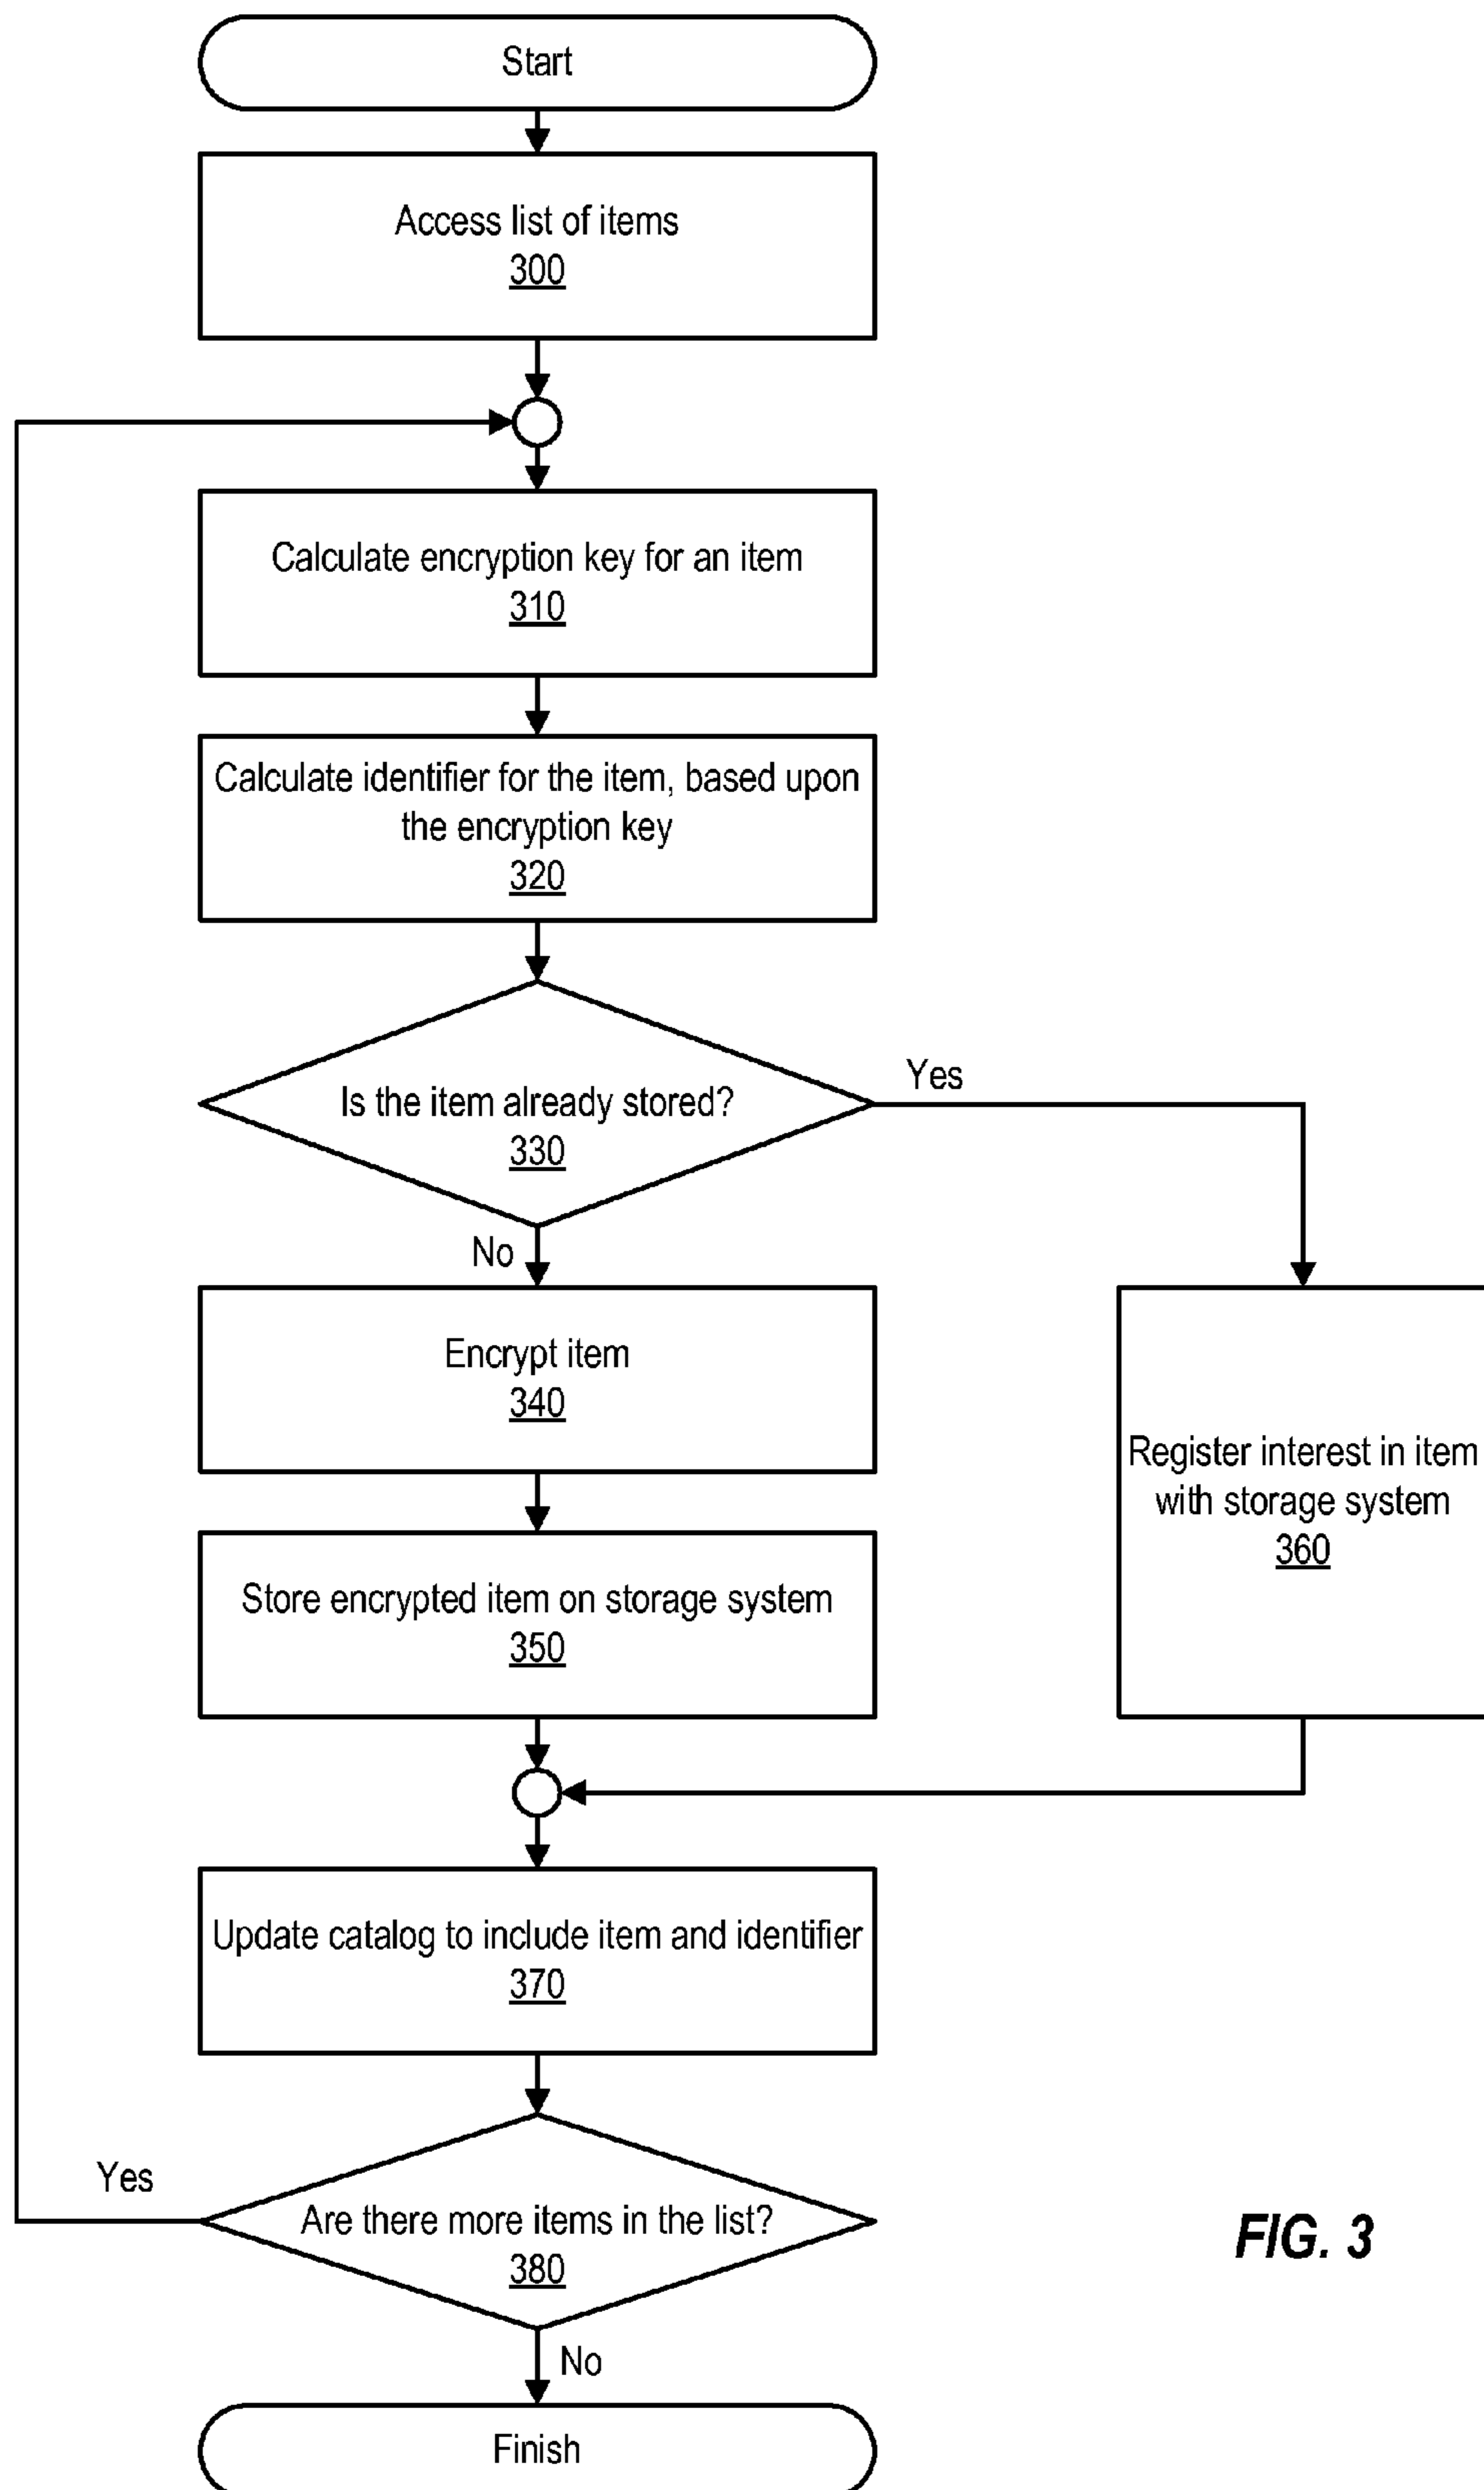 Start
Access list of items
300
Calculate encryption key for an item
310
Calculate identifier for the item, based upon
the encryption key
320
Is the item already stored?
330
Yes
No
Encrypt item
340
Register interest in item
with storage system
360
Store encrypted item on storage system
350
Update catalog to include item and identifier
370
Yes
Are there more items in the list?
380
FIG. 3
No
Finish